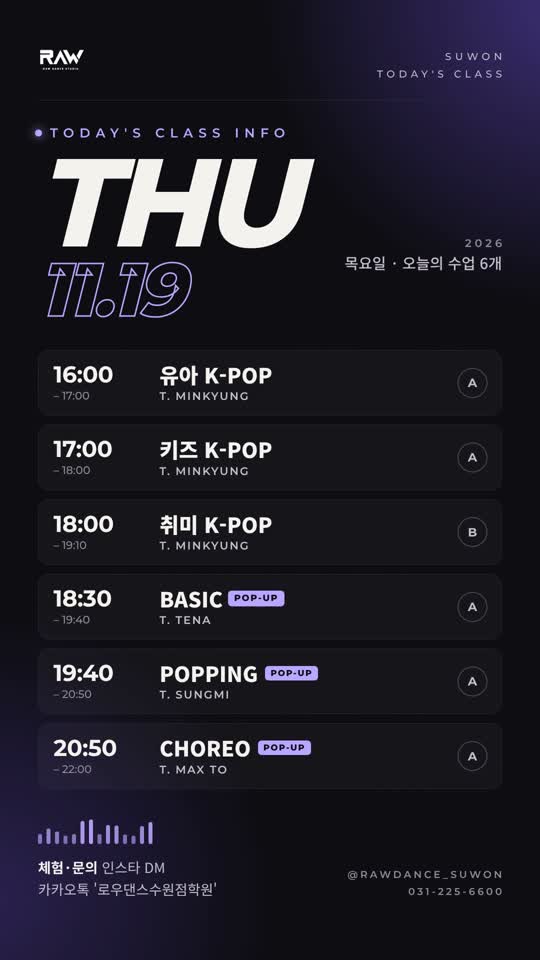 RAW
RAW DANCE STUDIO
SUWON
TODAY'S CLASS
TODAY'S CLASS INFO
THU
11.19
2026
목요일 · 오늘의 수업 6개
16:00 유아 K-POP
– 17:00 T. MINKYUNG
A
17:00 키즈 K-POP
– 18:00 T. MINKYUNG
A
18:00 취미 K-POP
– 19:10 T. MINKYUNG
B
18:30 BASIC POP-UP
– 19:40 T. TENA
A
19:40 POPPING POP-UP
– 20:50 T. SUNGMI
A
20:50 CHOREO POP-UP
– 22:00 T. MAX TO
A
체험·문의 인스타 DM
카카오톡 '로우댄스수원점학원'
@RAWDANCE_SUWON
031-225-6600